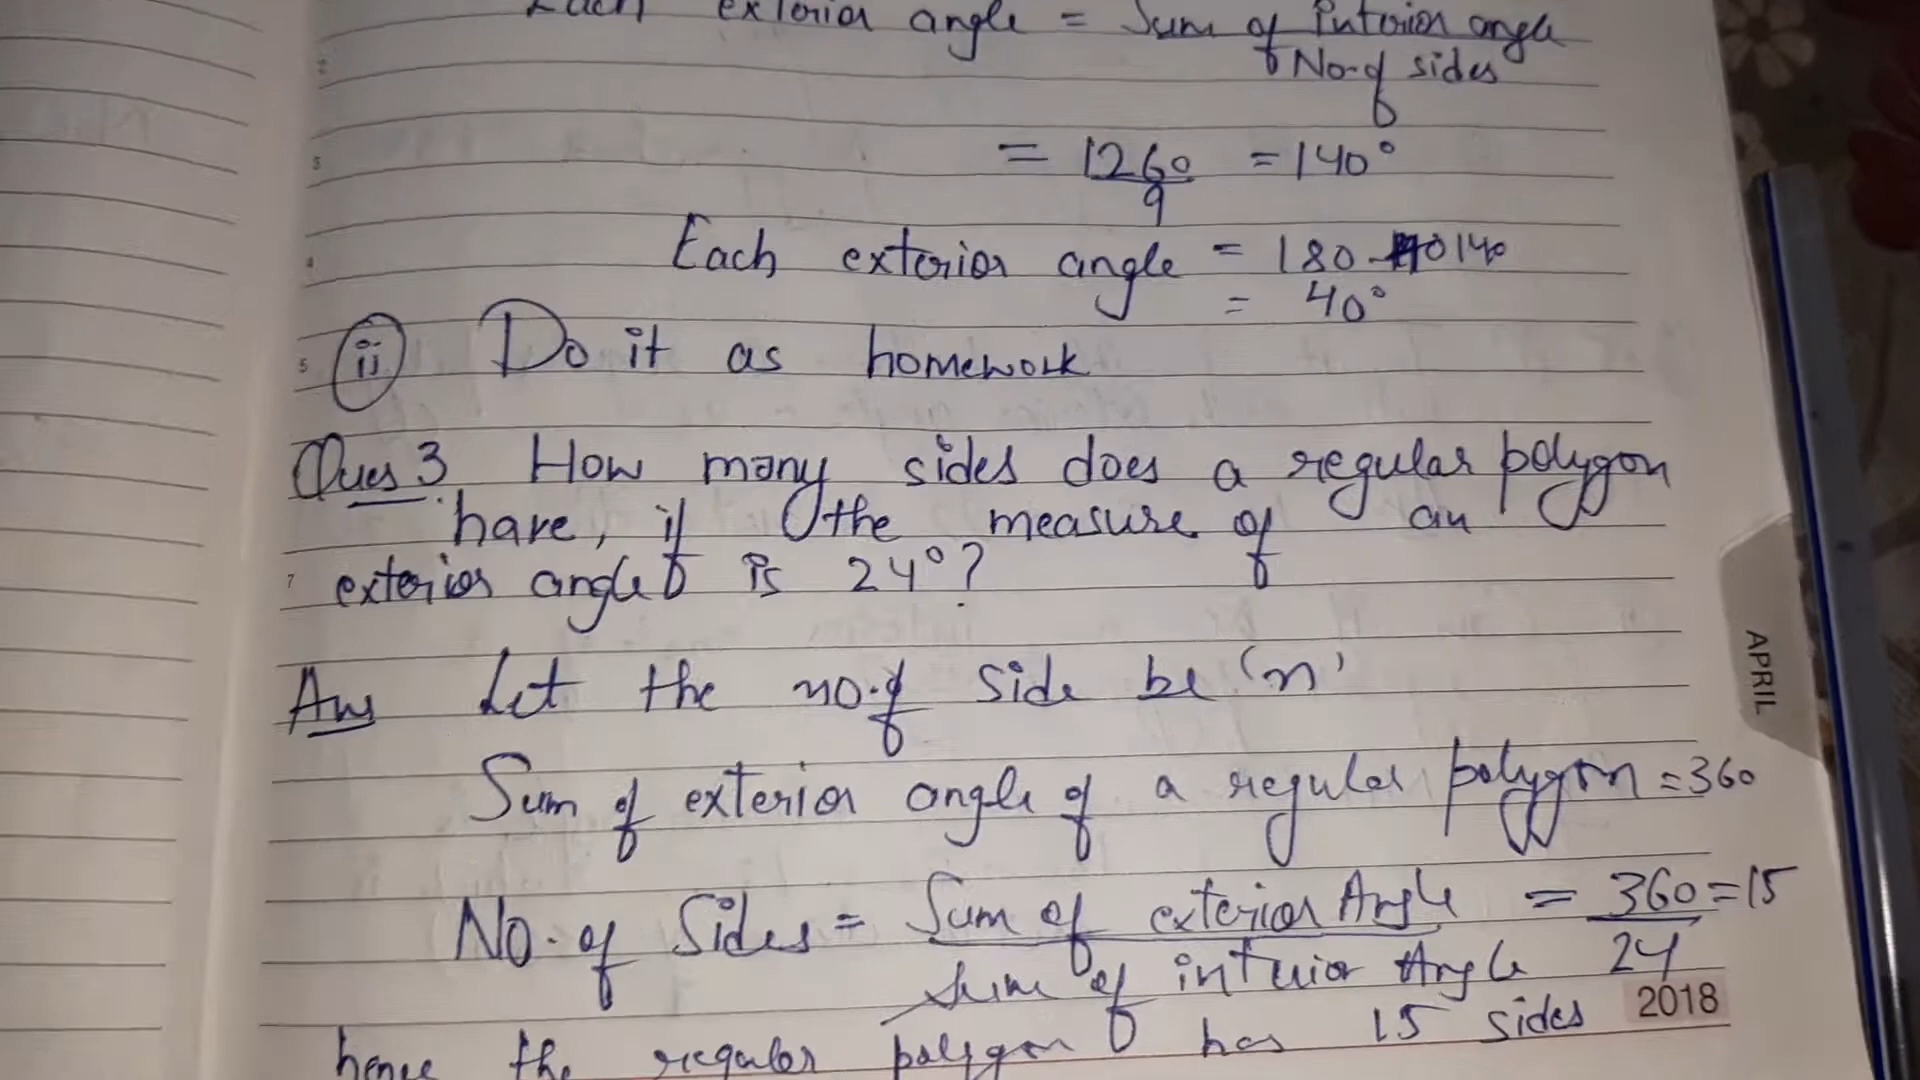 Each exterior angle = Sum of Interior angle
No. of sides
= 1260 = 140°
9
Each exterior angle = 180 - 140
= 40°
ii Do it as homework
Ques 3 How many sides does a regular polygon
have, if the measure of an
exterior angle is 24°?
Ans Let the no. of side be 'n'
Sum of exterior angle of a regular polygon = 360
No. of Sides = Sum of exterior Angle = 360 = 15
Sum of interior Angle 24
hence the regular polygon has 15 sides
2018
APRIL